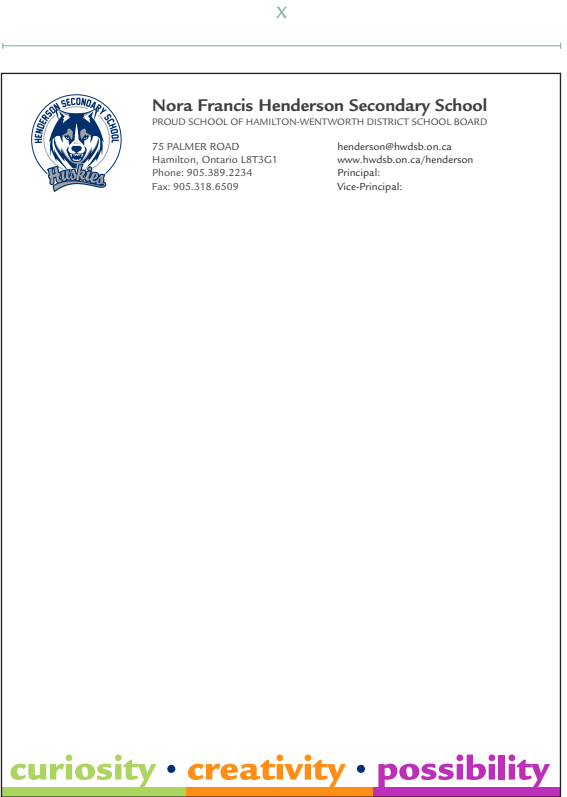 X
HENDERSON SECONDARY SCHOOL
Huskies
Nora Francis Henderson Secondary School
PROUD SCHOOL OF HAMILTON-WENTWORTH DISTRICT SCHOOL BOARD
75 PALMER ROAD
Hamilton, Ontario L8T3G1
Phone: 905.389.2234
Fax: 905.318.6509
henderson@hwdsb.on.ca
www.hwdsb.on.ca/henderson
Principal:
Vice-Principal:
curiosity • creativity • possibility